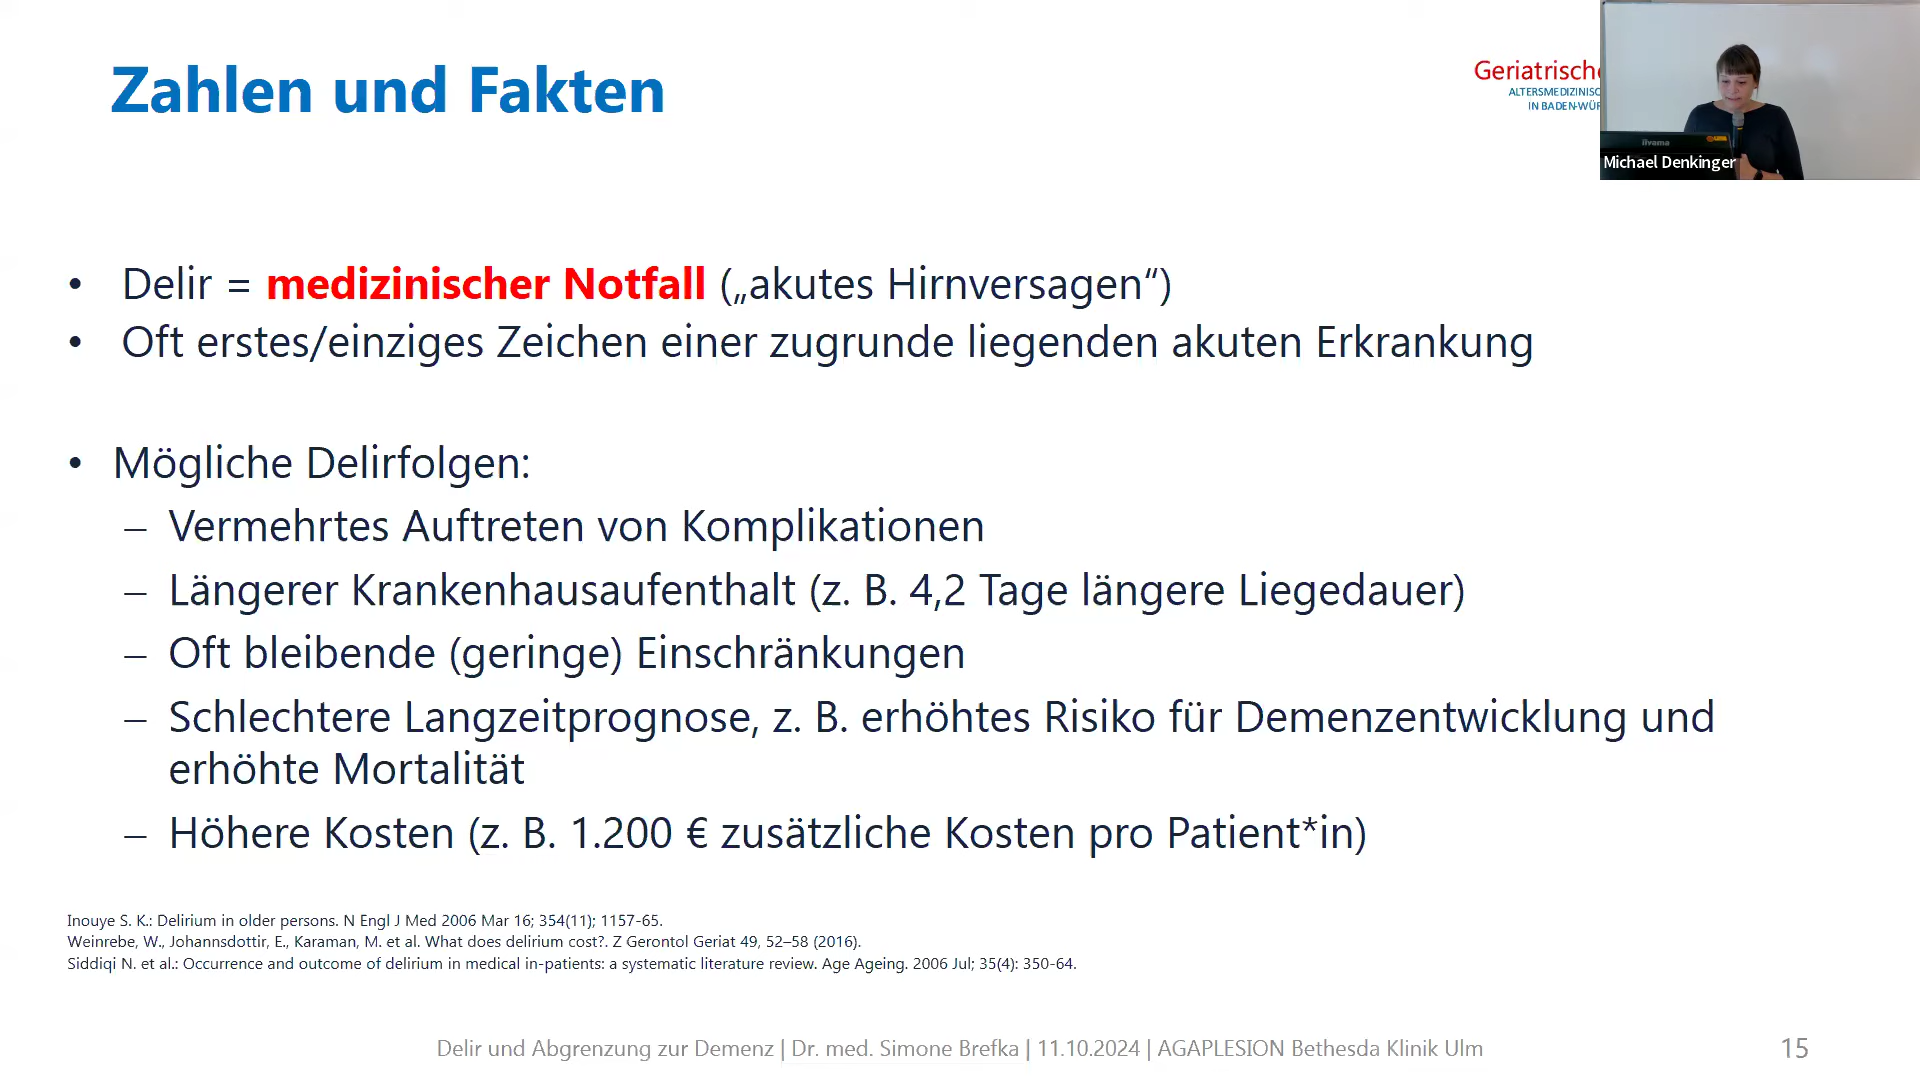 Zahlen und Fakten
Geriatrische
ALTERSMEDIZINISC
IN BADEN-WÜR
iiyama
Michael Denkinger
• Delir = medizinischer Notfall („akutes Hirnversagen“)
• Oft erstes/einziges Zeichen einer zugrunde liegenden akuten Erkrankung
• Mögliche Delirfolgen:
– Vermehrtes Auftreten von Komplikationen
– Längerer Krankenhausaufenthalt (z. B. 4,2 Tage längere Liegedauer)
– Oft bleibende (geringe) Einschränkungen
– Schlechtere Langzeitprognose, z. B. erhöhtes Risiko für Demenzentwicklung und
erhöhte Mortalität
– Höhere Kosten (z. B. 1.200 € zusätzliche Kosten pro Patient*in)
Inouye S. K.: Delirium in older persons. N Engl J Med 2006 Mar 16; 354(11); 1157-65.
Weinrebe, W., Johannsdottir, E., Karaman, M. et al. What does delirium cost?. Z Gerontol Geriat 49, 52–58 (2016).
Siddiqi N. et al.: Occurrence and outcome of delirium in medical in-patients: a systematic literature review. Age Ageing. 2006 Jul; 35(4): 350-64.
Delir und Abgrenzung zur Demenz | Dr. med. Simone Brefka | 11.10.2024 | AGAPLESION Bethesda Klinik Ulm
15